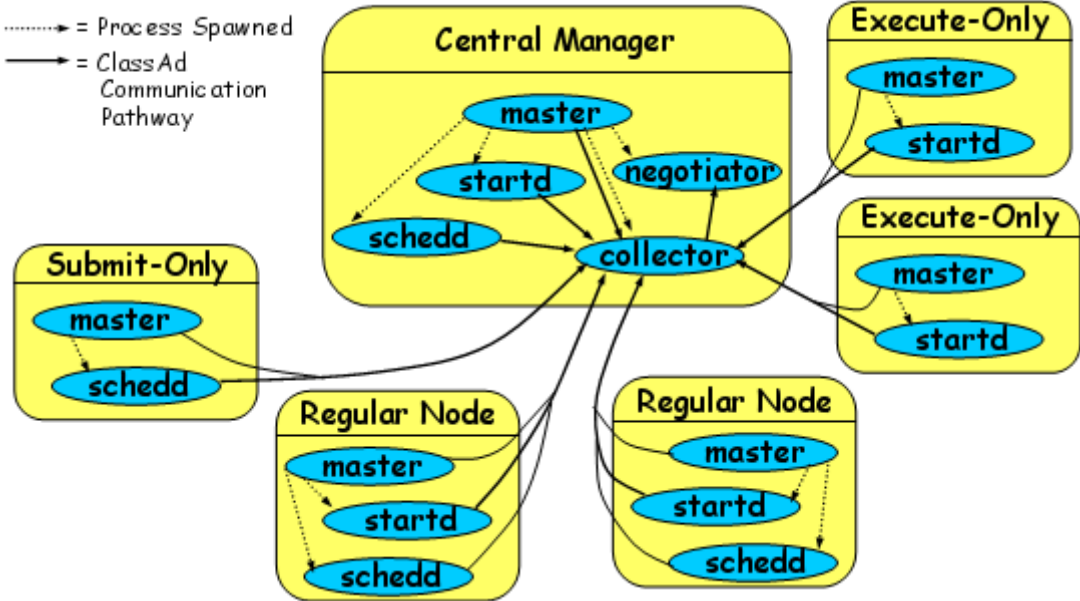 = Process Spawned
= ClassAd
Communication
Pathway
Central Manager
master
startd
negotiator
schedd
collector
Execute-Only
master
startd
Execute-Only
master
startd
Submit-Only
master
schedd
Regular Node
master
startd
schedd
Regular Node
master
startd
schedd